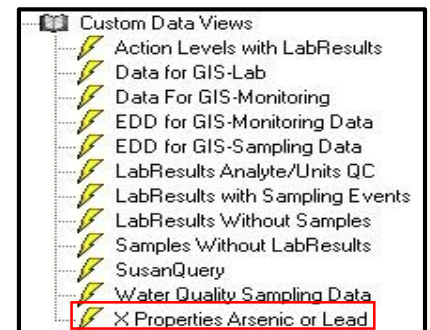 Custom Data Views
Action Levels with LabResults
Data for GIS-Lab
Data For GIS-Monitoring
EDD for GIS-Monitoring Data
EDD for GIS-Sampling Data
LabResults Analyte/Units QC
LabResults with Sampling Events
LabResults Without Samples
Samples Without LabResults
SusanQuery
Water Quality Sampling Data
X Properties Arsenic or Lead